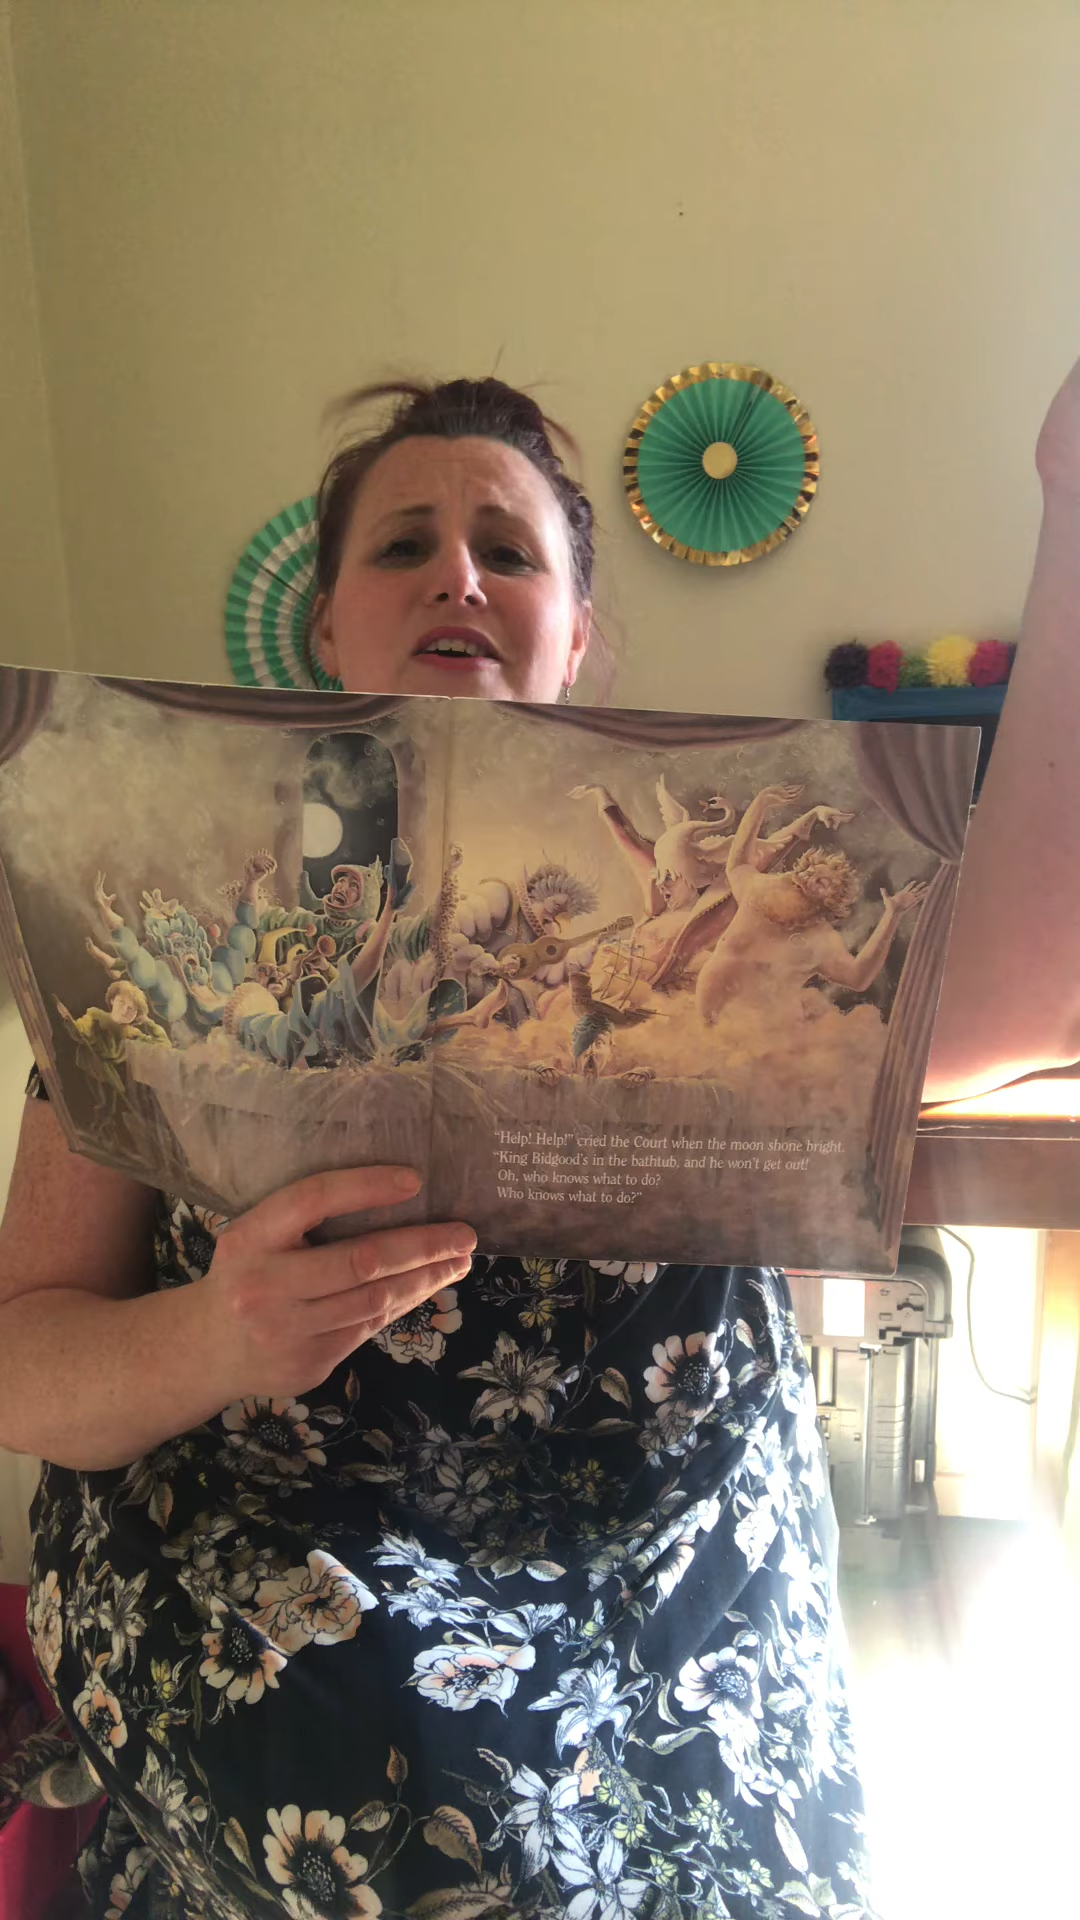 “Help! Help!” cried the Court when the moon shone bright.
“King Bidgood's in the bathtub, and he won't get out!
Oh, who knows what to do?
Who knows what to do?”